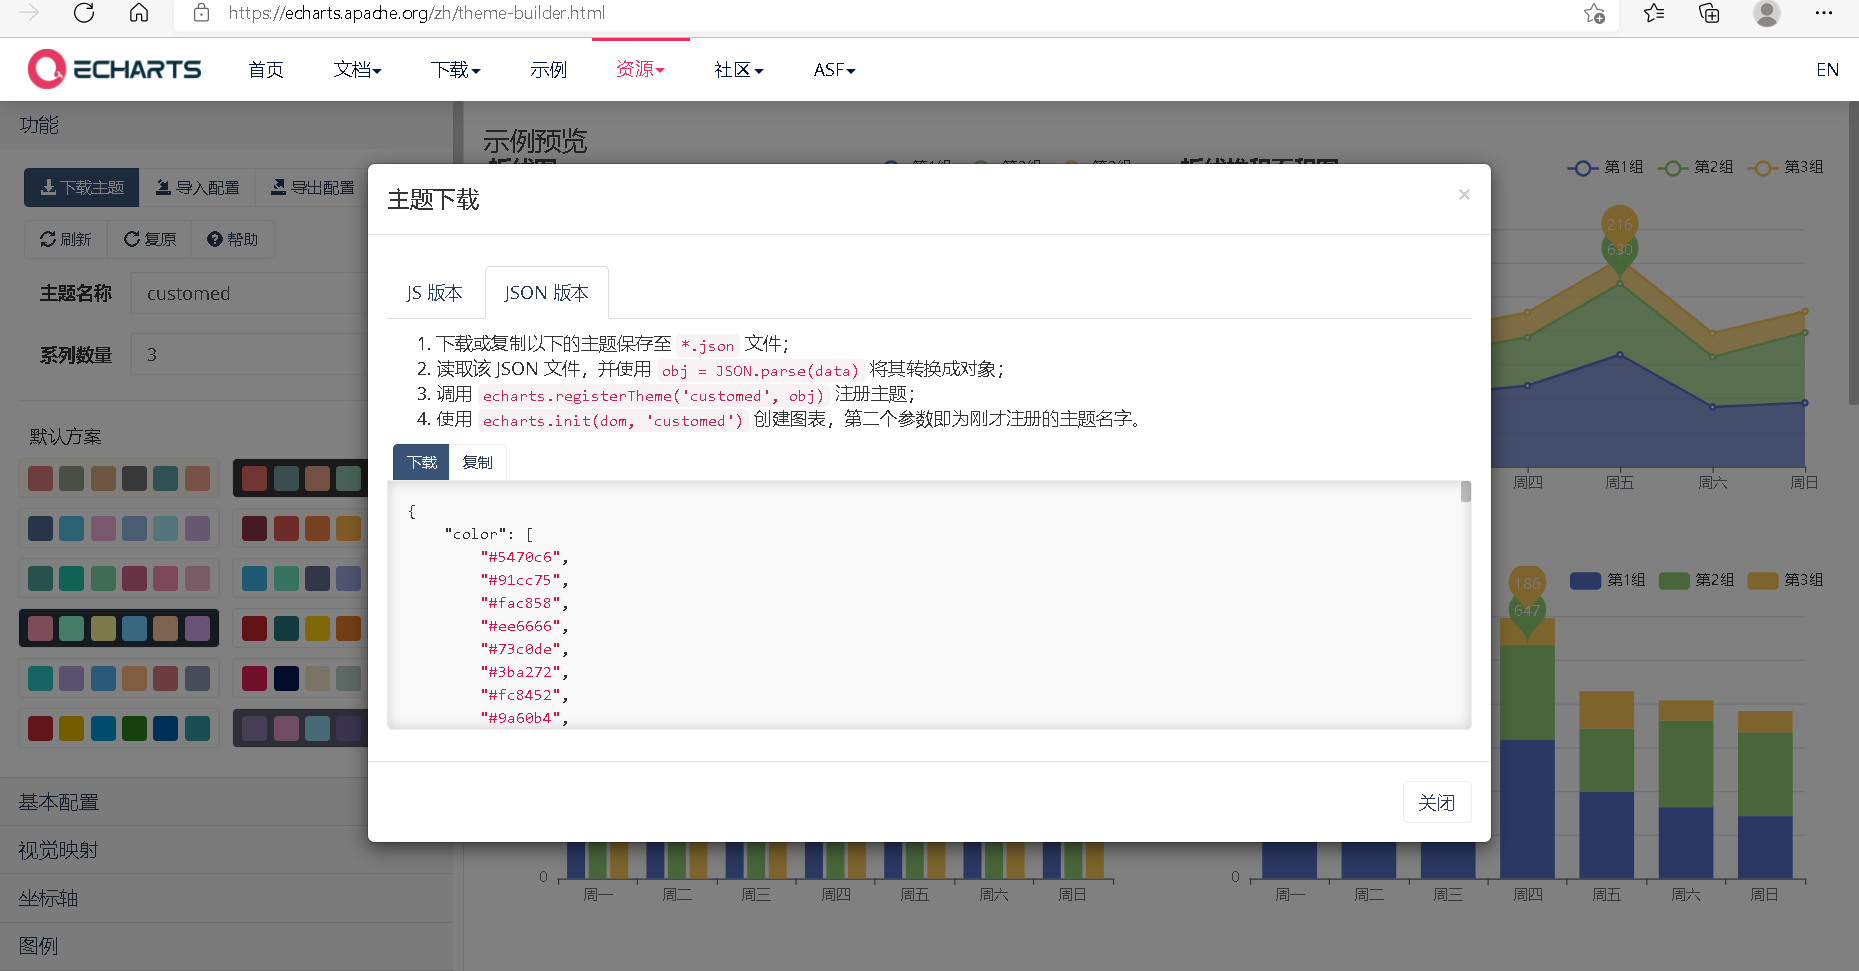 https://echarts.apache.org/zh/theme-builder.html
ECHARTS
首页
文档
下载
示例
资源
社区
ASF
EN
功能
下载主题
导入配置
导出配置
刷新
复原
帮助
主题名称
customed
系列数量
3
默认方案
基本配置
视觉映射
坐标轴
图例
示例预览
第1组
第2组
第3组
216
630
周四
周五
周六
周日
主题下载
×
JS 版本
JSON 版本
1. 下载或复制以下的主题保存至 *.json 文件；
2. 读取该 JSON 文件，并使用 obj = JSON.parse(data) 将其转换成对象；
3. 调用 echarts.registerTheme('customed', obj) 注册主题；
4. 使用 echarts.init(dom, 'customed') 创建图表，第二个参数即为刚才注册的主题名字。
下载
复制
{
"color": [
"#5470c6",
"#91cc75",
"#fac858",
"#ee6666",
"#73c0de",
"#3ba272",
"#fc8452",
"#9a60b4",
关闭
第1组
第2组
第3组
186
647
0
周一
周二
周三
周四
周五
周六
周日
0
周一
周二
周三
周四
周五
周六
周日